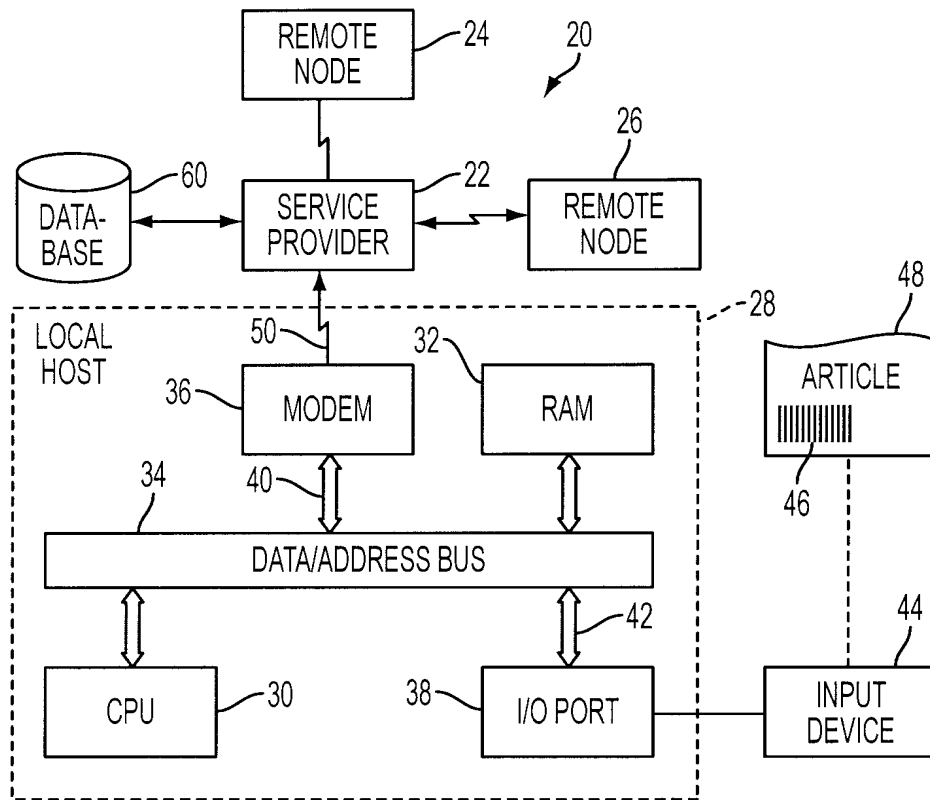 REMOTE
NODE
24
20
26
60
DATA-
BASE
22
SERVICE
PROVIDER
REMOTE
NODE
28
LOCAL
HOST
50
36
MODEM
32
RAM
48
ARTICLE
46
40
34
DATA/ADDRESS BUS
42
CPU
30
38
I/O PORT
44
INPUT
DEVICE